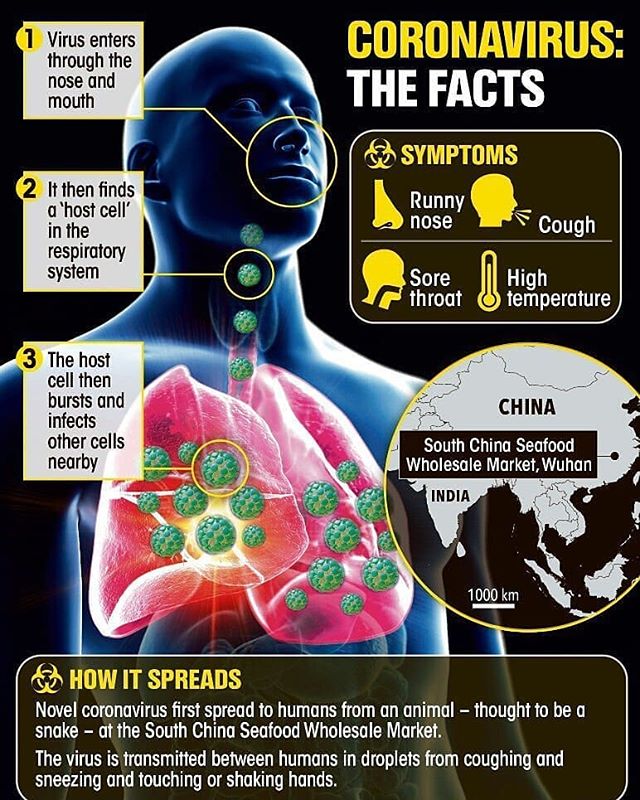 CORONAVIRUS:
THE FACTS
1 Virus enters
through the
nose and
mouth
2 It then finds
a 'host cell'
in the
respiratory
system
3 The host
cell then
bursts and
infects
other cells
nearby
SYMPTOMS
Runny
nose
Cough
Sore
throat
High
temperature
CHINA
South China Seafood
Wholesale Market, Wuhan
INDIA
1000 km
HOW IT SPREADS
Novel coronavirus first spread to humans from an animal – thought to be a
snake – at the South China Seafood Wholesale Market.
The virus is transmitted between humans in droplets from coughing and
sneezing and touching or shaking hands.